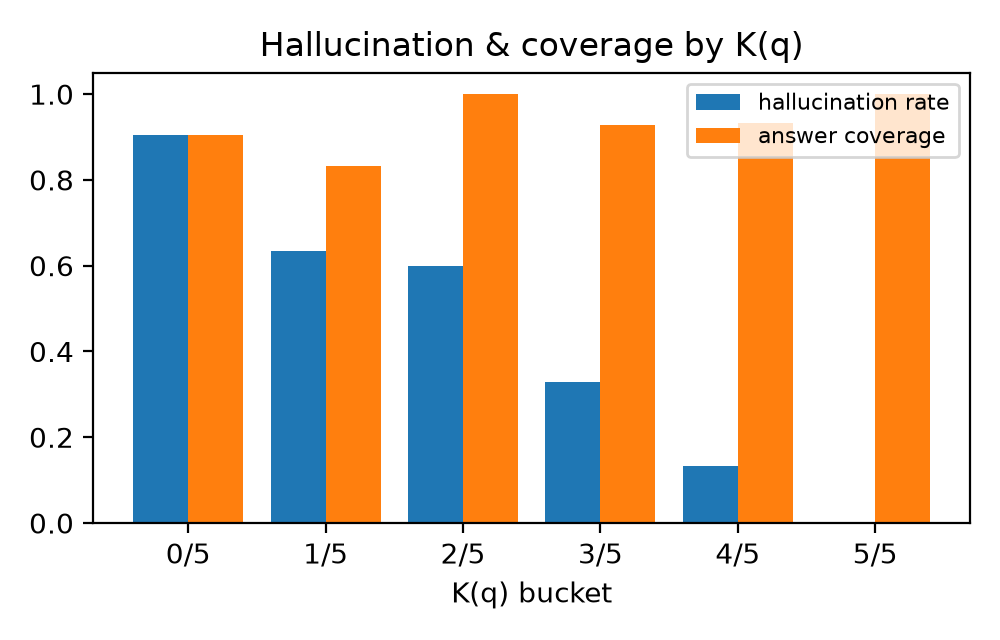 Hallucination & coverage by K(q)
hallucination rate
answer coverage
1.0
0.8
0.6
0.4
0.2
0.0
0/5 1/5 2/5 3/5 4/5 5/5
K(q) bucket